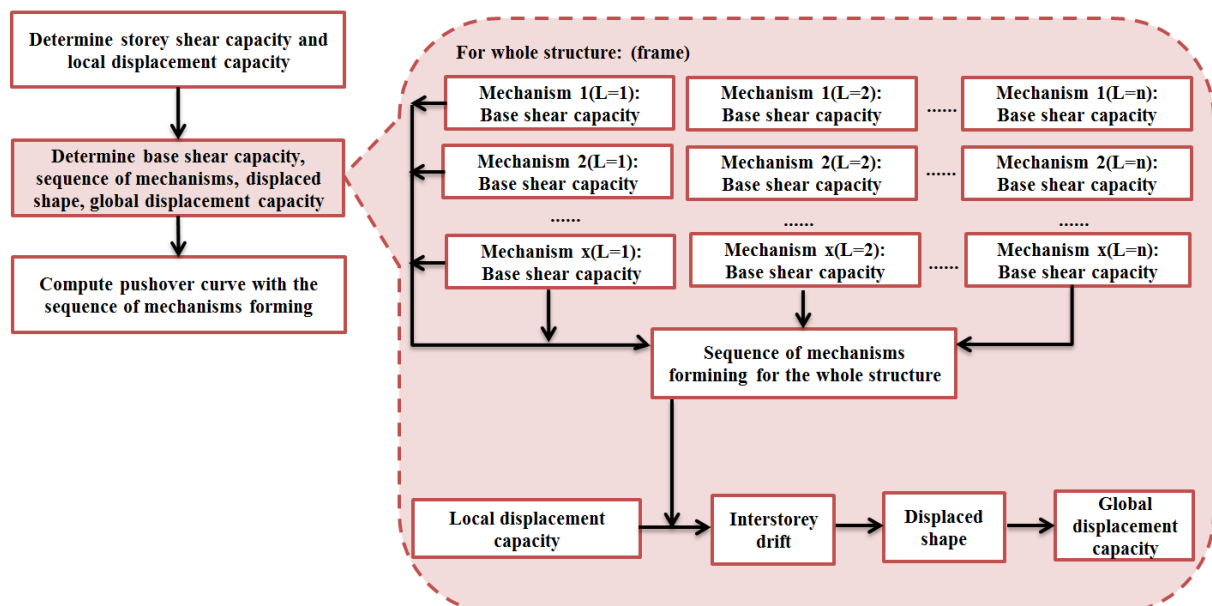 Determine storey shear capacity and
local displacement capacity
Determine base shear capacity,
sequence of mechanisms, displaced
shape, global displacement capacity
Compute pushover curve with the
sequence of mechanisms forming
For whole structure: (frame)
Mechanism 1(L=1):
Base shear capacity
Mechanism 1(L=2):
Base shear capacity
......
Mechanism 1(L=n):
Base shear capacity
Mechanism 2(L=1):
Base shear capacity
Mechanism 2(L=2):
Base shear capacity
......
Mechanism 2(L=n):
Base shear capacity
......
......
......
Mechanism x(L=1):
Base shear capacity
Mechanism x(L=2):
Base shear capacity
......
Mechanism x(L=n):
Base shear capacity
Sequence of mechanisms
formining for the whole structure
Local displacement
capacity
Interstorey
drift
Displaced
shape
Global
displacement
capacity